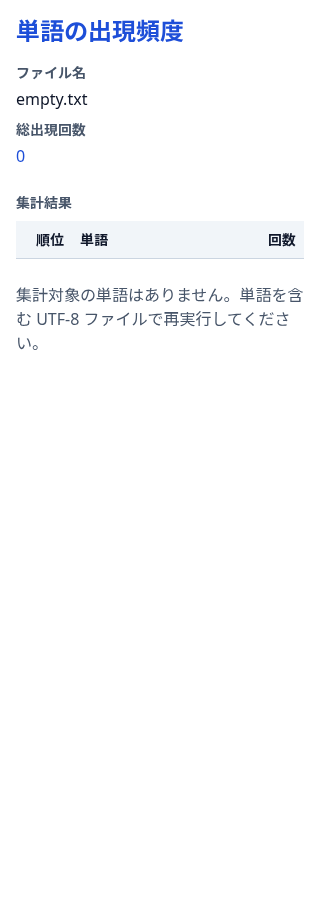 単語の出現頻度
ファイル名
empty.txt
総出現回数
0
集計結果
順位 単語 回数
集計対象の単語はありません。単語を含
む UTF-8 ファイルで再実行してくださ
い。